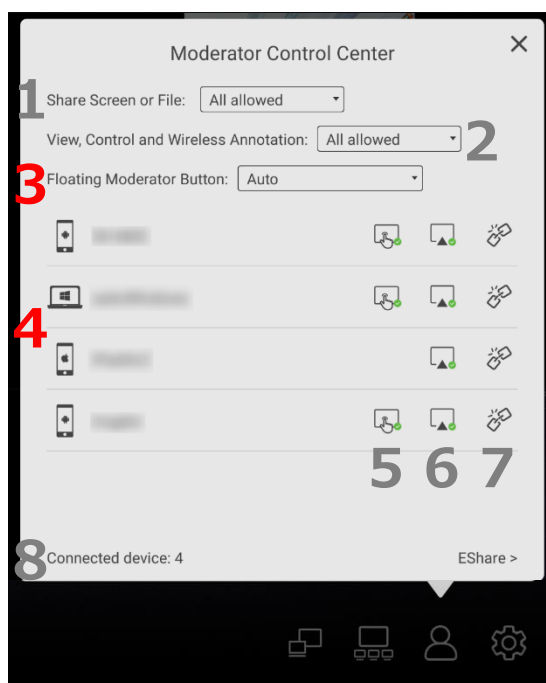 Moderator Control Center
1 Share Screen or File: All allowed
View, Control and Wireless Annotation: All allowed 2
3 Floating Moderator Button: Auto
4
5 6 7
8 Connected device: 4 EShare >